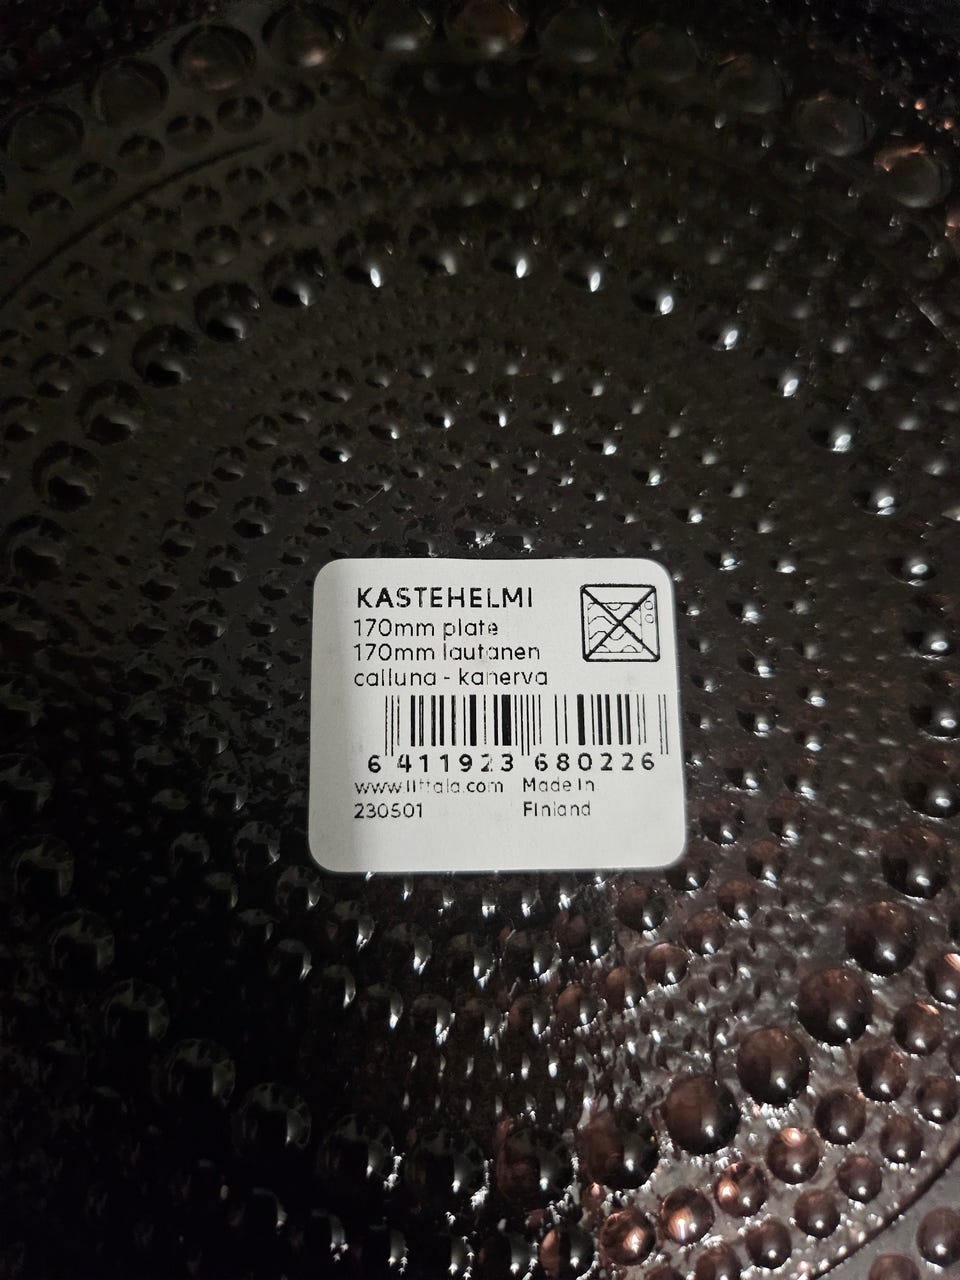 KASTEHELMI
170mm plate
170mm lautanen
calluna - kanerva
6 411923 680226
www.iittala.com Made in
230501 Finland